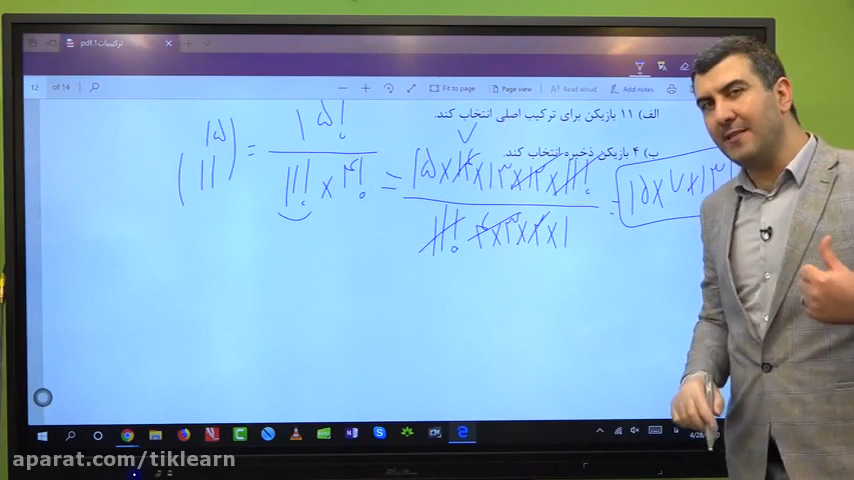 ترکیبیات1.pdf
12 of 14
Fit to page
Page view
Read aloud
Add notes
الف) ۱۱ بازیکن برای ترکیب اصلی انتخاب کند.
ب) ۴ بازیکن ذخیره انتخاب کند.
(۱۵ ۱۱) = ۱۵! / ۱۱! × ۴! = ۱۵×۱۴×۱۳×۱۲×۱۱! / ۱۱! ۴×۳×۲×۱ = ۱۵×۷×۱۳
۷
aparat.com/tiklearn